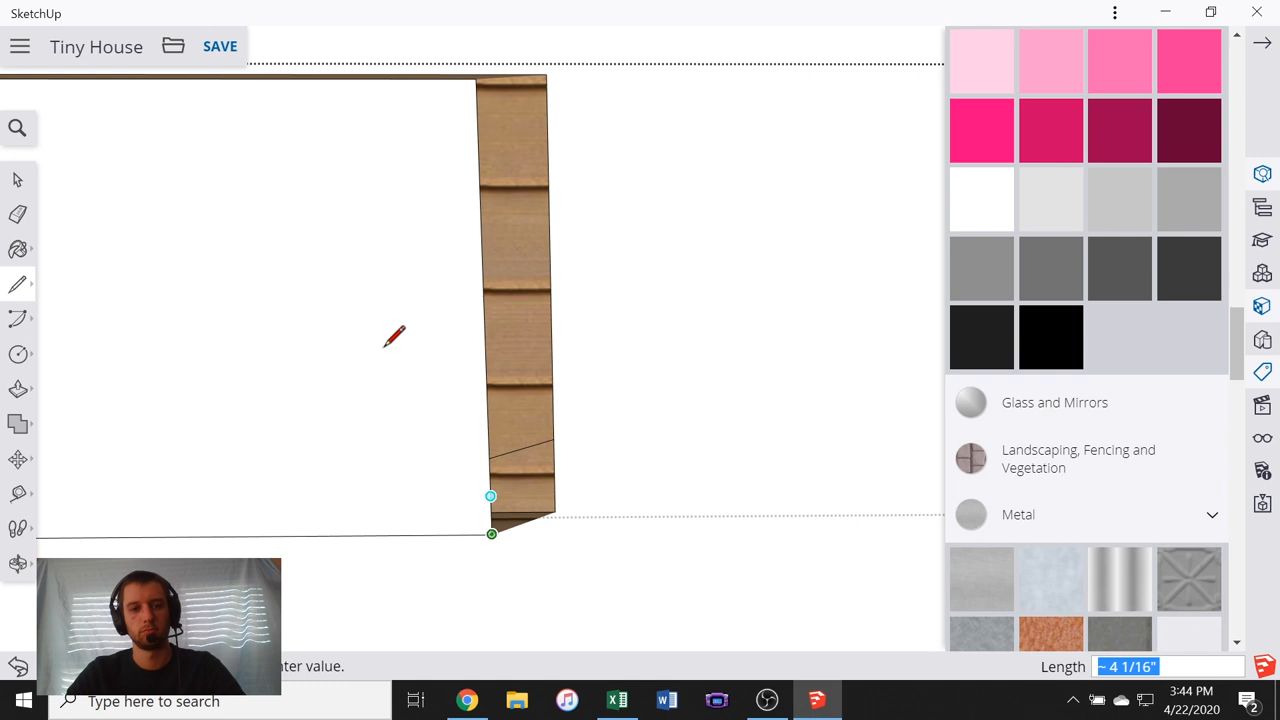 SketchUp
Tiny House
SAVE
Glass and Mirrors
Landscaping, Fencing and
Vegetation
Metal
nter value.
Length
~ 4 1/16"
Type here to search
3:44 PM
4/22/2020
2